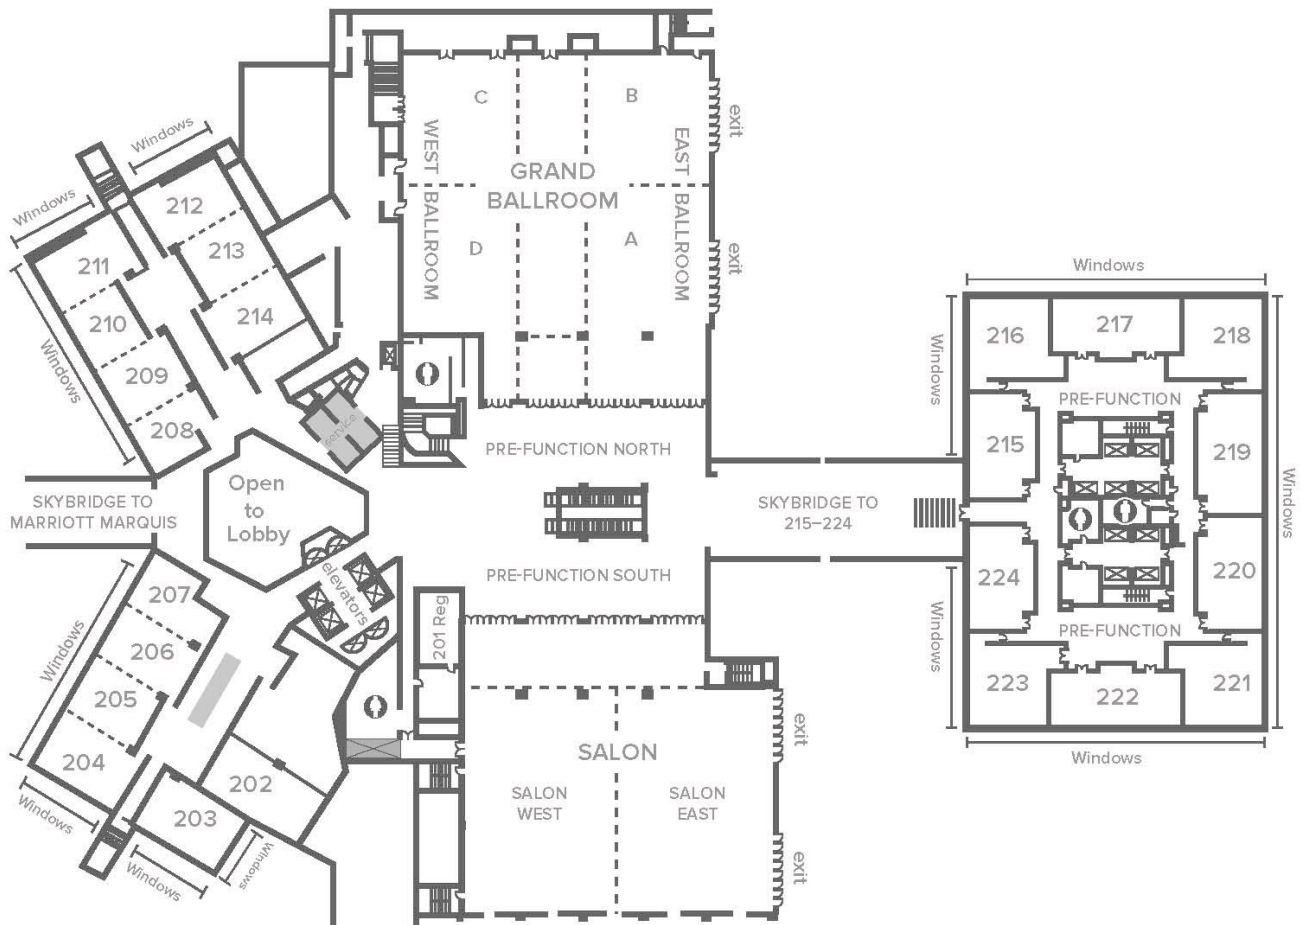 C
B
exit
WEST BALLROOM
EAST BALLROOM
GRAND
BALLROOM
D
A
exit
Windows
Windows
212
213
214
211
210
209
208
Windows
service
Open
to
Lobby
SKYBRIDGE TO
MARRIOTT MARQUIS
elevators
PRE-FUNCTION NORTH
PRE-FUNCTION SOUTH
SKYBRIDGE TO
215–224
207
206
205
204
Windows
Windows
202
203
Windows
Windows
201 Reg
SALON
SALON
WEST
SALON
EAST
exit
exit
Windows
Windows
216
217
218
PRE-FUNCTION
215
219
Windows
224
220
PRE-FUNCTION
Windows
223
222
221
Windows